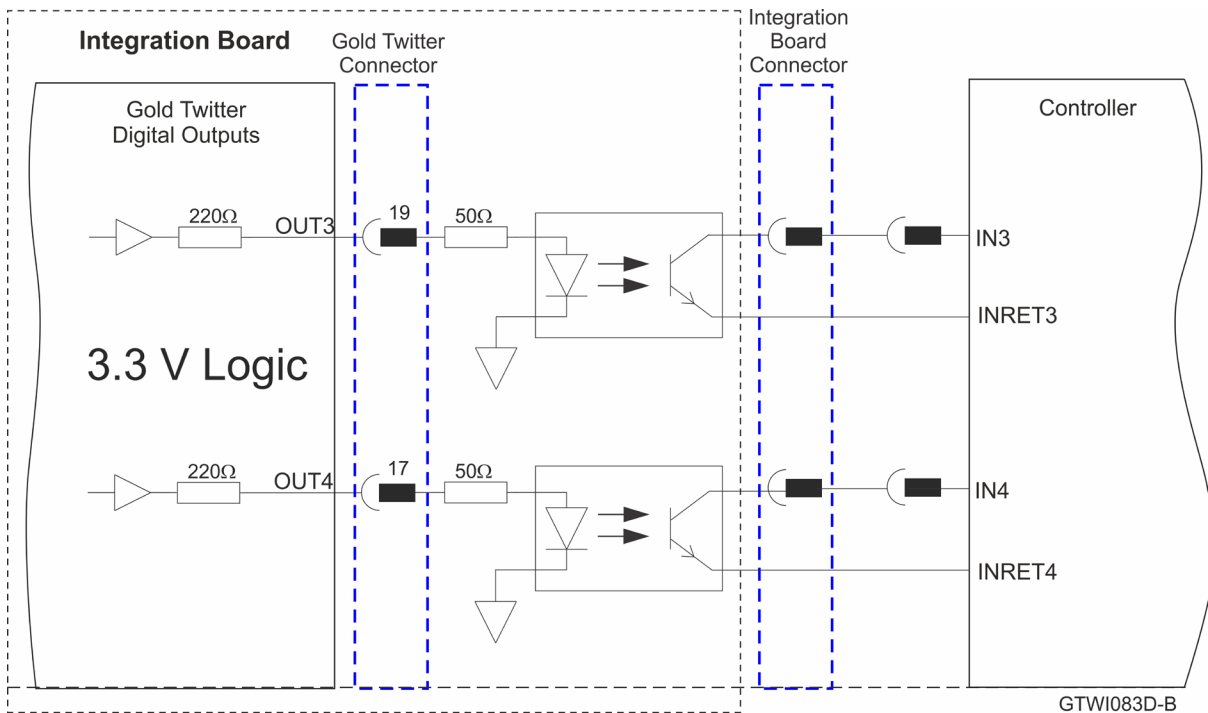 Integration Board
Gold Twitter
Connector
Integration
Board
Connector
Gold Twitter
Digital Outputs
Controller
220Ω
OUT3
19
50Ω
IN3
INRET3
3.3 V Logic
220Ω
OUT4
17
50Ω
IN4
INRET4
GTWI083D-B